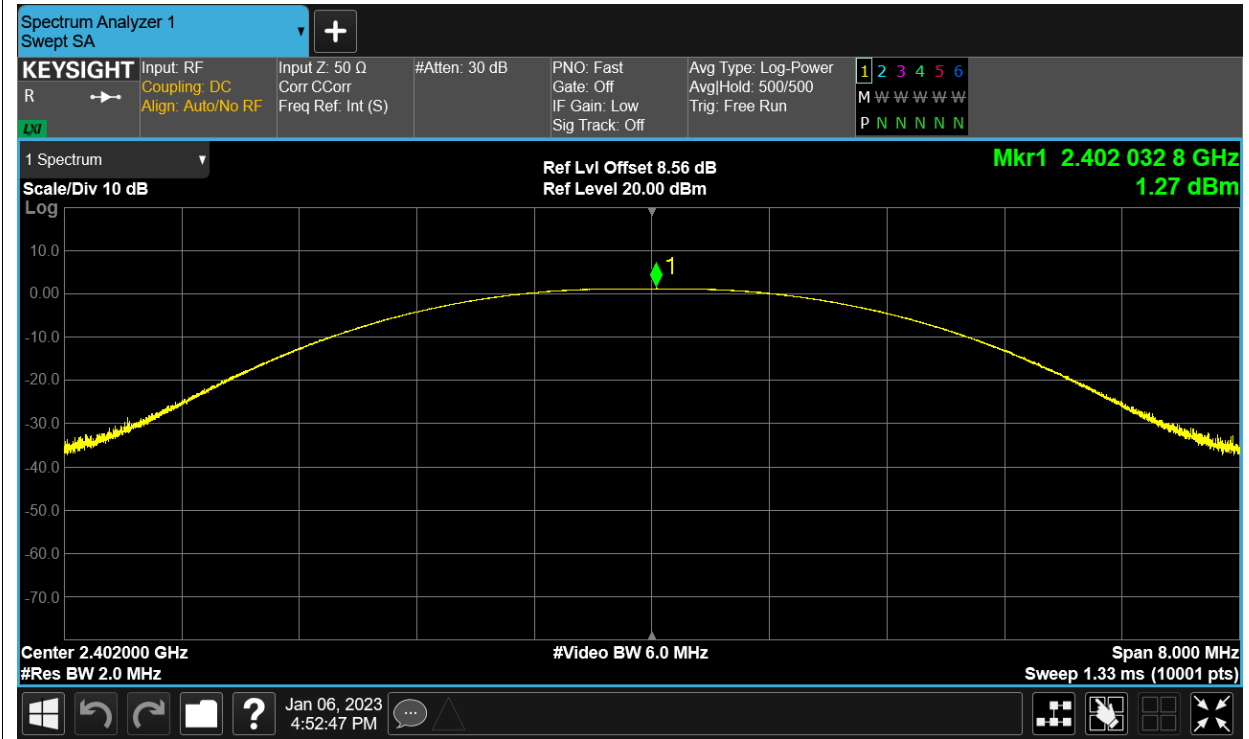 Spectrum Analyzer 1
Swept SA
KEYSIGHT
R
LXI
Input: RF
Coupling: DC
Align: Auto/No RF
Input Z: 50 Ω
Corr CCorr
Freq Ref: Int (S)
#Atten: 30 dB
PNO: Fast
Gate: Off
IF Gain: Low
Sig Track: Off
Avg Type: Log-Power
Avg|Hold: 500/500
Trig: Free Run
1 2 3 4 5 6
M W W W W W
P N N N N N
1 Spectrum
Scale/Div 10 dB
Log
Ref Lvl Offset 8.56 dB
Ref Level 20.00 dBm
Mkr1 2.402 032 8 GHz
1.27 dBm
10.0
1
0.00
-10.0
-20.0
-30.0
-40.0
-50.0
-60.0
-70.0
Center 2.402000 GHz
#Video BW 6.0 MHz
Span 8.000 MHz
#Res BW 2.0 MHz
Sweep 1.33 ms (10001 pts)
?
Jan 06, 2023
4:52:47 PM